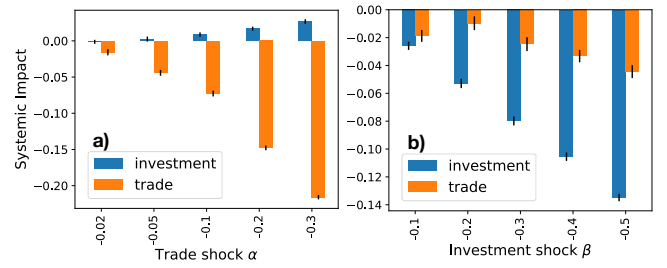 0.00
−0.05
−0.10
−0.15
−0.20
Systemic Impact
a)
investment
trade
-0.02
-0.05
-0.1
-0.2
-0.3
Trade shock α
0.00
−0.02
−0.04
−0.06
−0.08
−0.10
−0.12
−0.14
b)
investment
trade
-0.1
-0.2
-0.3
-0.4
-0.5
Investment shock β